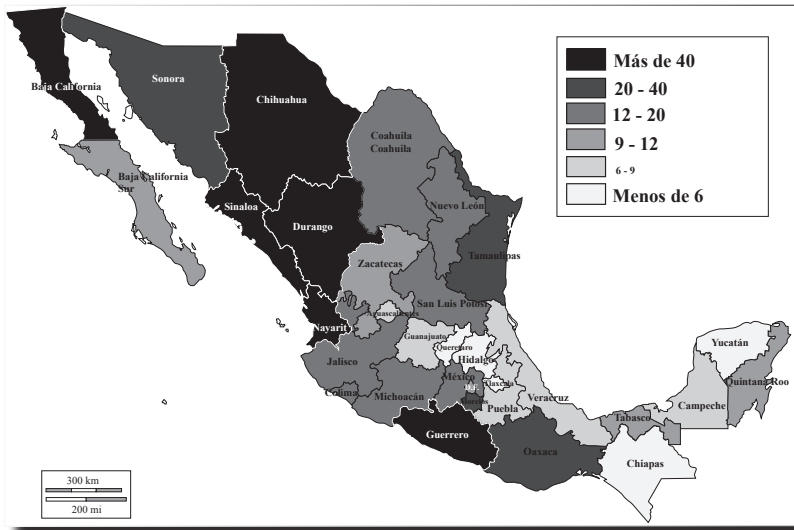 Más de 40
20 - 40
12 - 20
9 - 12
6 - 9
Menos de 6
Baja California
Sonora
Chihuahua
Coahuila
Coahuila
Baja California
Sur
Sinaloa
Durango
Nuevo León
Tamaulipas
Zacatecas
San Luis Potosí
Nayarit
Aguascalientes
Guanajuato
Queretaro
Hidalgo
Jalisco
México
D.F.
Tlaxcala
Colima
Michoacán
Morelos
Puebla
Veracruz
Guerrero
Oaxaca
Yucatán
Quintana Roo
Campeche
Tabasco
Chiapas
300 km
200 mi